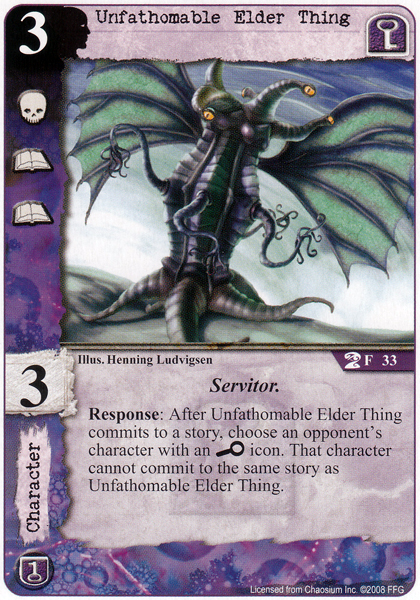 3
Unfathomable Elder Thing
Illus. Henning Ludvigsen
F 33
3
Servitor.
Response: After Unfathomable Elder Thing
commits to a story, choose an opponent's
character with an icon. That character
cannot commit to the same story as
Unfathomable Elder Thing.
Character
1
Licensed from Chaosium Inc. ©2008 FFG